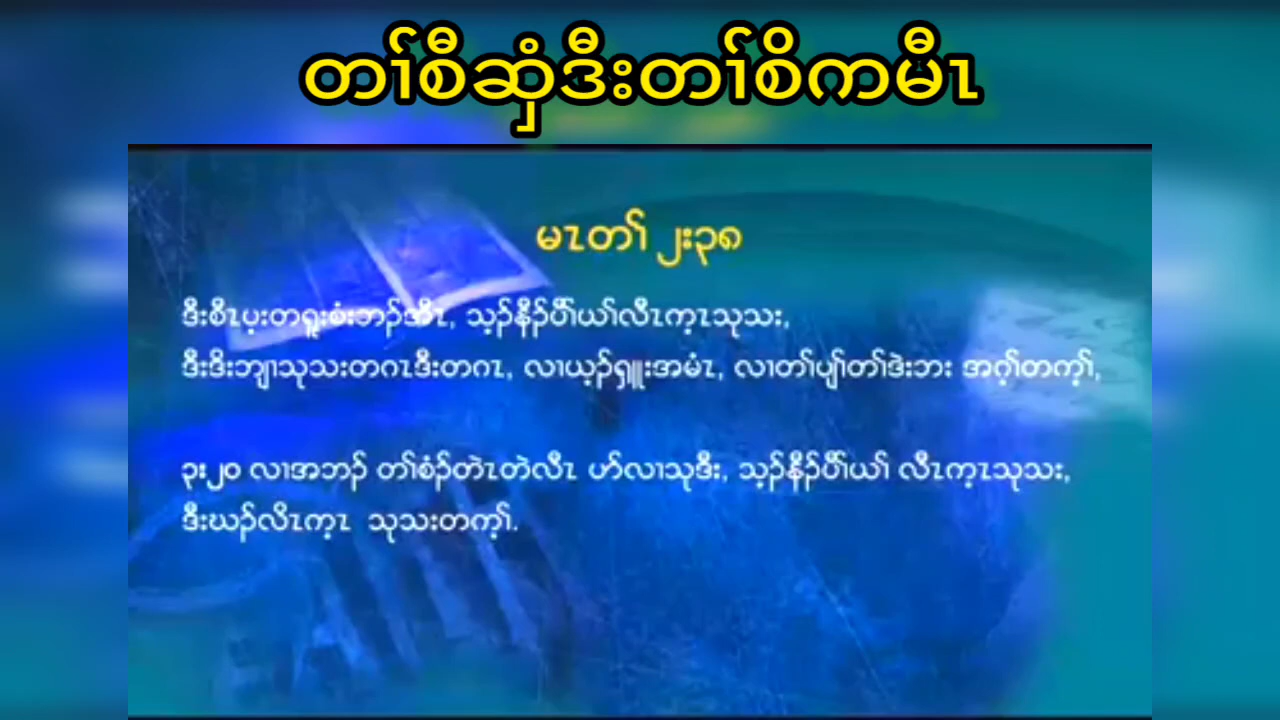 တၢ်စီဆှံဒီးတၢ်စိကမီၤ
မၤတၢ် ၂း၃၈
ဒီးစီၤပ့းတရူးစံးဘၣ်အီၤ, သ့ၣ်နီၣ်ပိာ်ယၢ်လီၤက့ၤသုသး,
ဒီးဒိးဘျၢသုသးတဂၤဒီးတဂၤ, လၢယ့ၣ်ရှူးအမံၤ, လၢတၢ်ပျၢ်တၢ်ဒဲးဘး အဂ့ၢ်တက့ၢ်,
၃း၂၀ လၢအဘၣ် တၢ်စံၣ်တဲၤတဲလီၤ ဟ်လၢသုဒီး, သ့ၣ်နီၣ်ပိာ်ယၢ် လီၤက့ၤသုသး,
ဒီးဃၣ်လိၤက့ၤ သုသးတက့ၢ်.